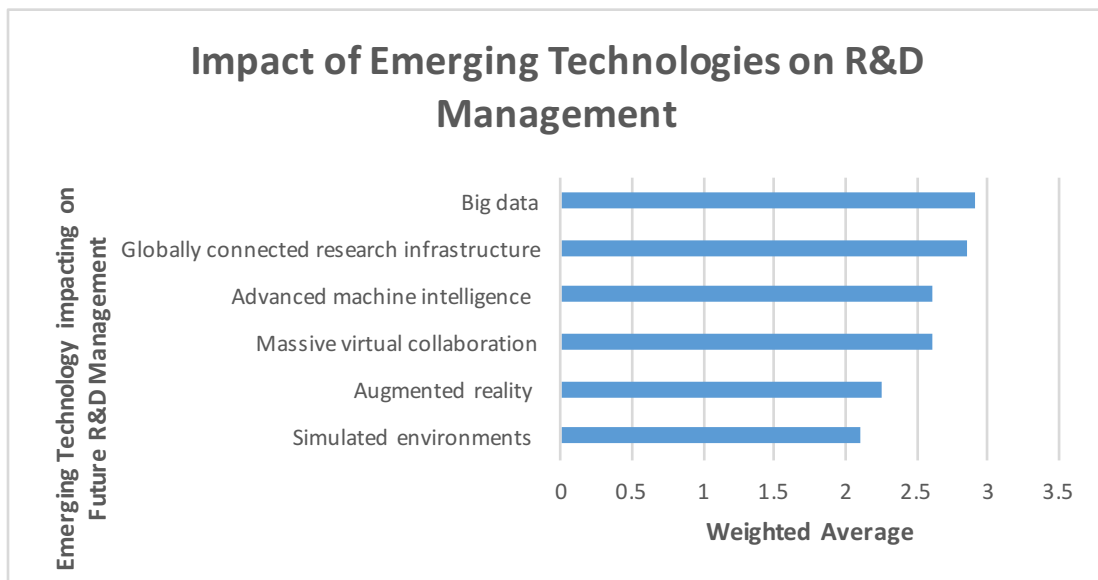 Impact of Emerging Technologies on R&D
Management
Emerging Technology impacting on
Future R&D Management
Big data
Globally connected research infrastructure
Advanced machine intelligence
Massive virtual collaboration
Augmented reality
Simulated environments
0 0.5 1 1.5 2 2.5 3 3.5
Weighted Average